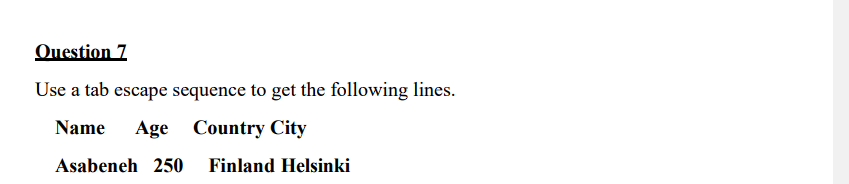 Question 7
Use a tab escape sequence to get the following lines.
Name Age Country City
Asabeneh 250 Finland Helsinki